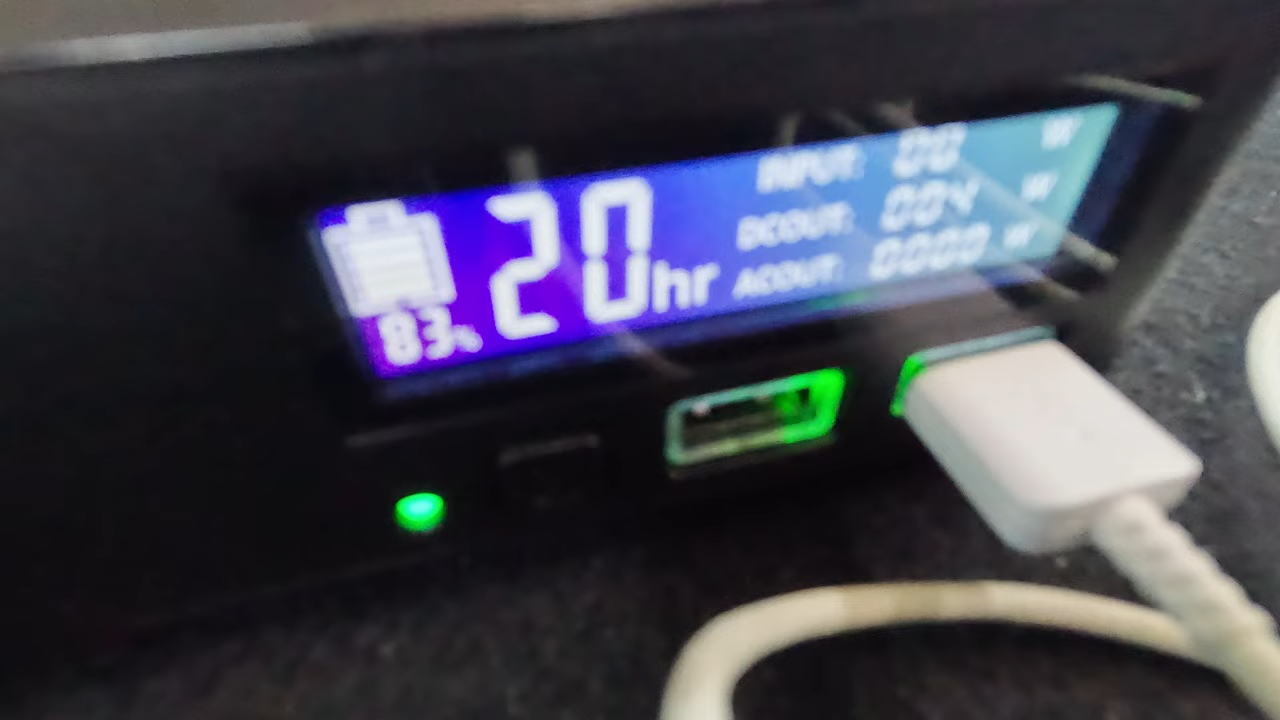 83%
20hr
INPUT: 00 W
DCOUT: 004 W
ACOUT: 0000 W